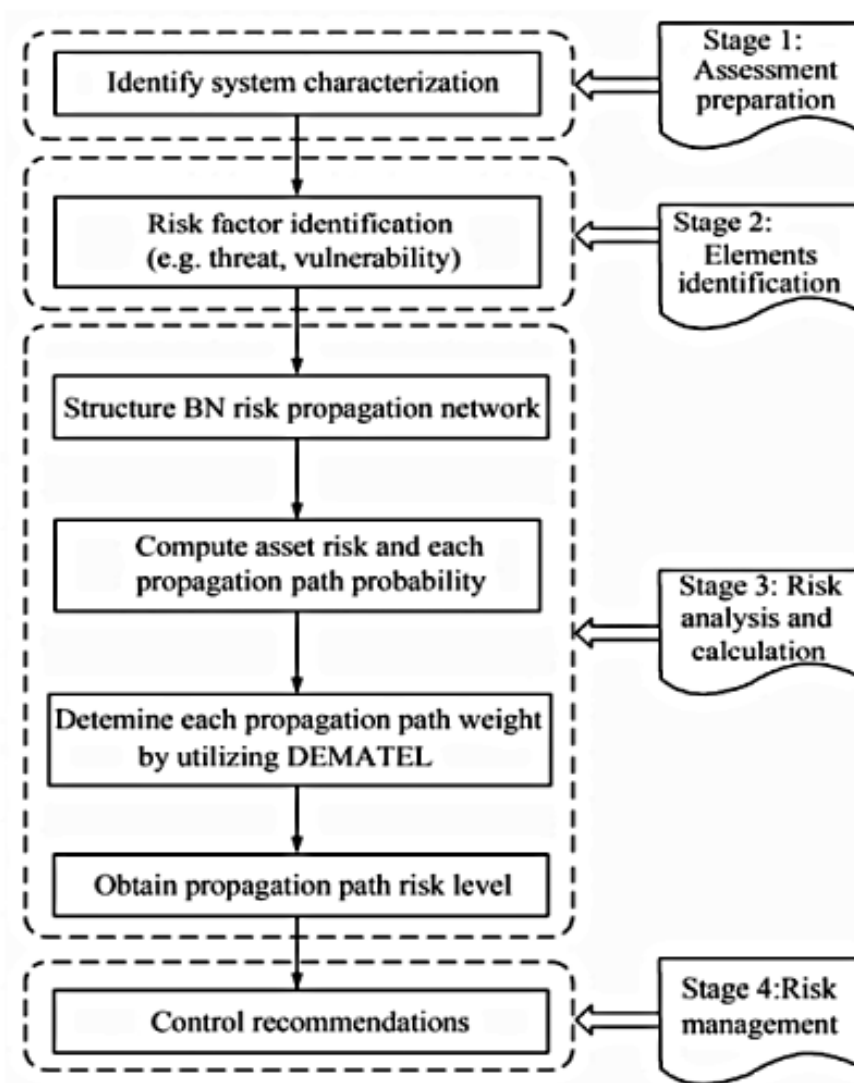 Identify system characterization
Stage 1:
Assessment
preparation
Risk factor identification
(e.g. threat, vulnerability)
Stage 2:
Elements
identification
Structure BN risk propagation network
Compute asset risk and each
propagation path probability
Detemine each propagation path weight
by utilizing DEMATEL
Obtain propagation path risk level
Stage 3: Risk
analysis and
calculation
Control recommendations
Stage 4:Risk
management